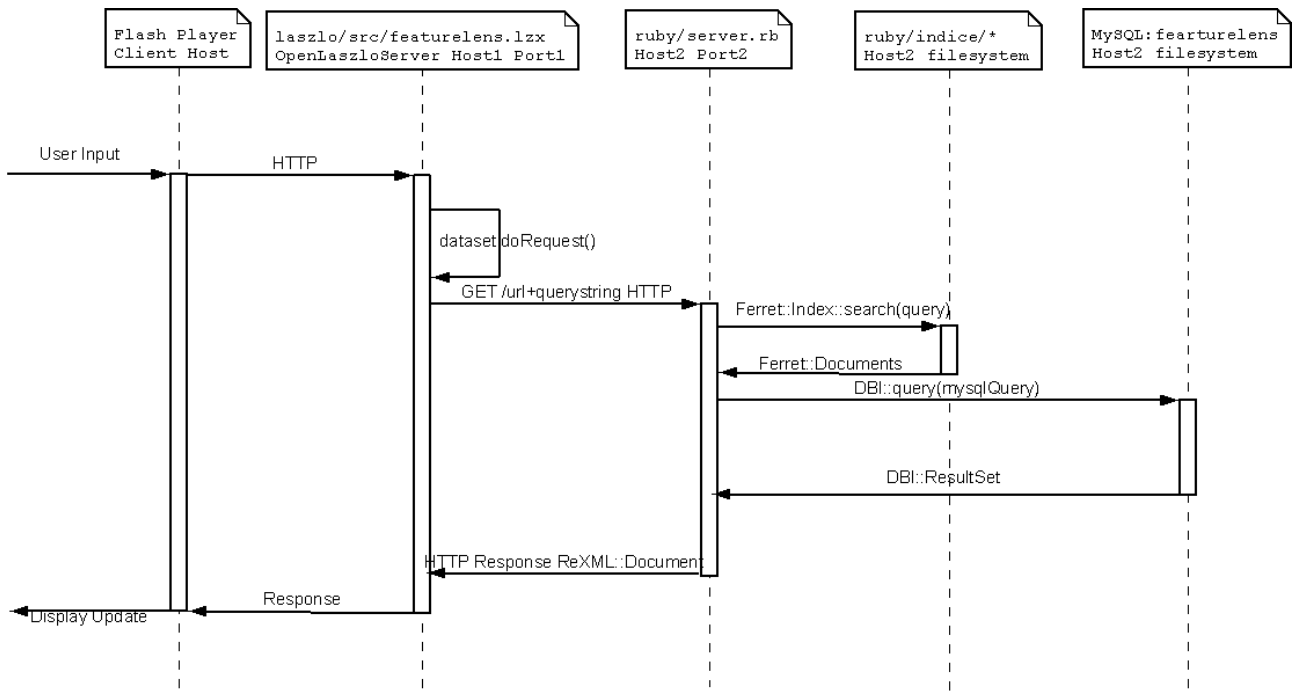 Flash Player
Client Host
laszlo/src/featurelens.lzx
OpenLaszloServer Host1 Port1
ruby/server.rb
Host2 Port2
ruby/indice/*
Host2 filesystem
MySQL:fearturelens
Host2 filesystem
User Input
HTTP
dataset.doRequest()
GET /url+querystring HTTP
Ferret::Index::search(query)
Ferret::Documents
DBI::query(mysqlQuery)
DBI::ResultSet
HTTP Response ReXML::Document
Response
Display Update